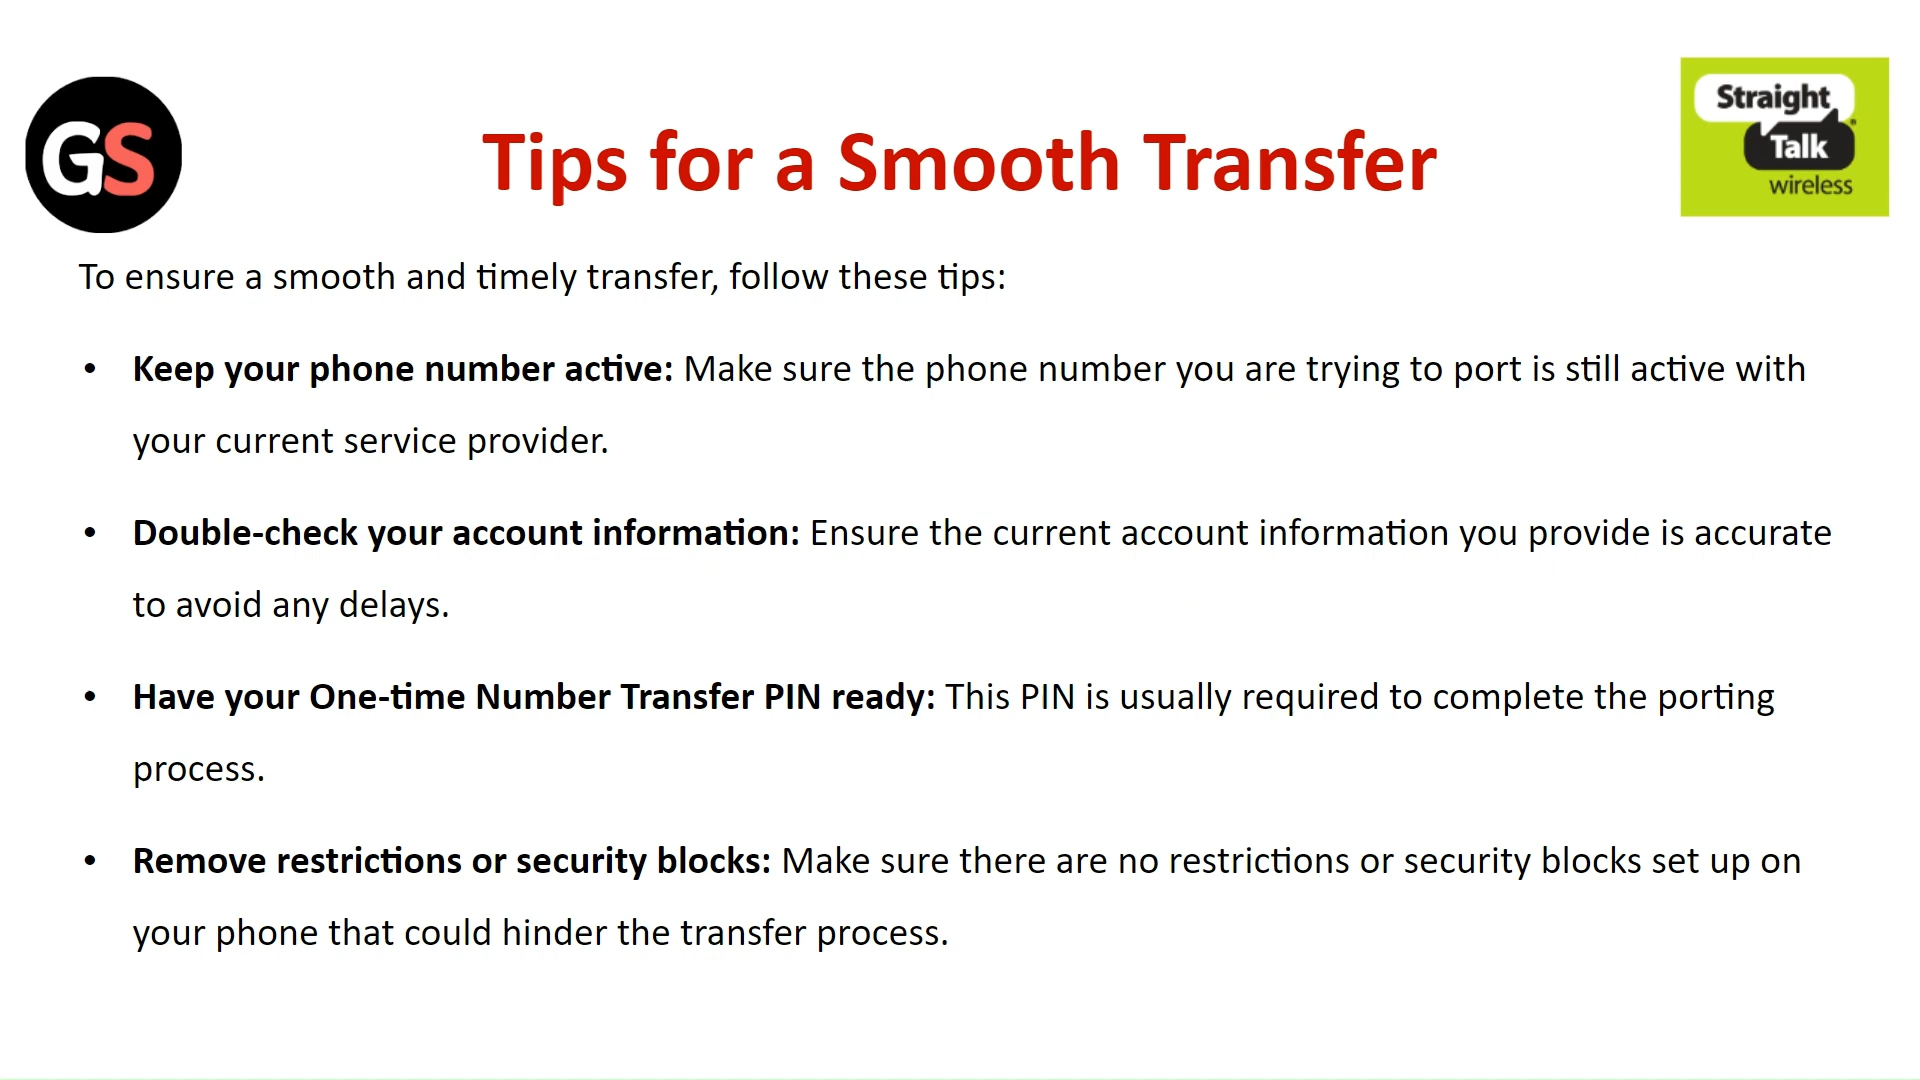 GS
Straight
Talk
wireless
Tips for a Smooth Transfer
To ensure a smooth and timely transfer, follow these tips:
• Keep your phone number active: Make sure the phone number you are trying to port is still active with
your current service provider.
• Double-check your account information: Ensure the current account information you provide is accurate
to avoid any delays.
• Have your One-time Number Transfer PIN ready: This PIN is usually required to complete the porting
process.
• Remove restrictions or security blocks: Make sure there are no restrictions or security blocks set up on
your phone that could hinder the transfer process.